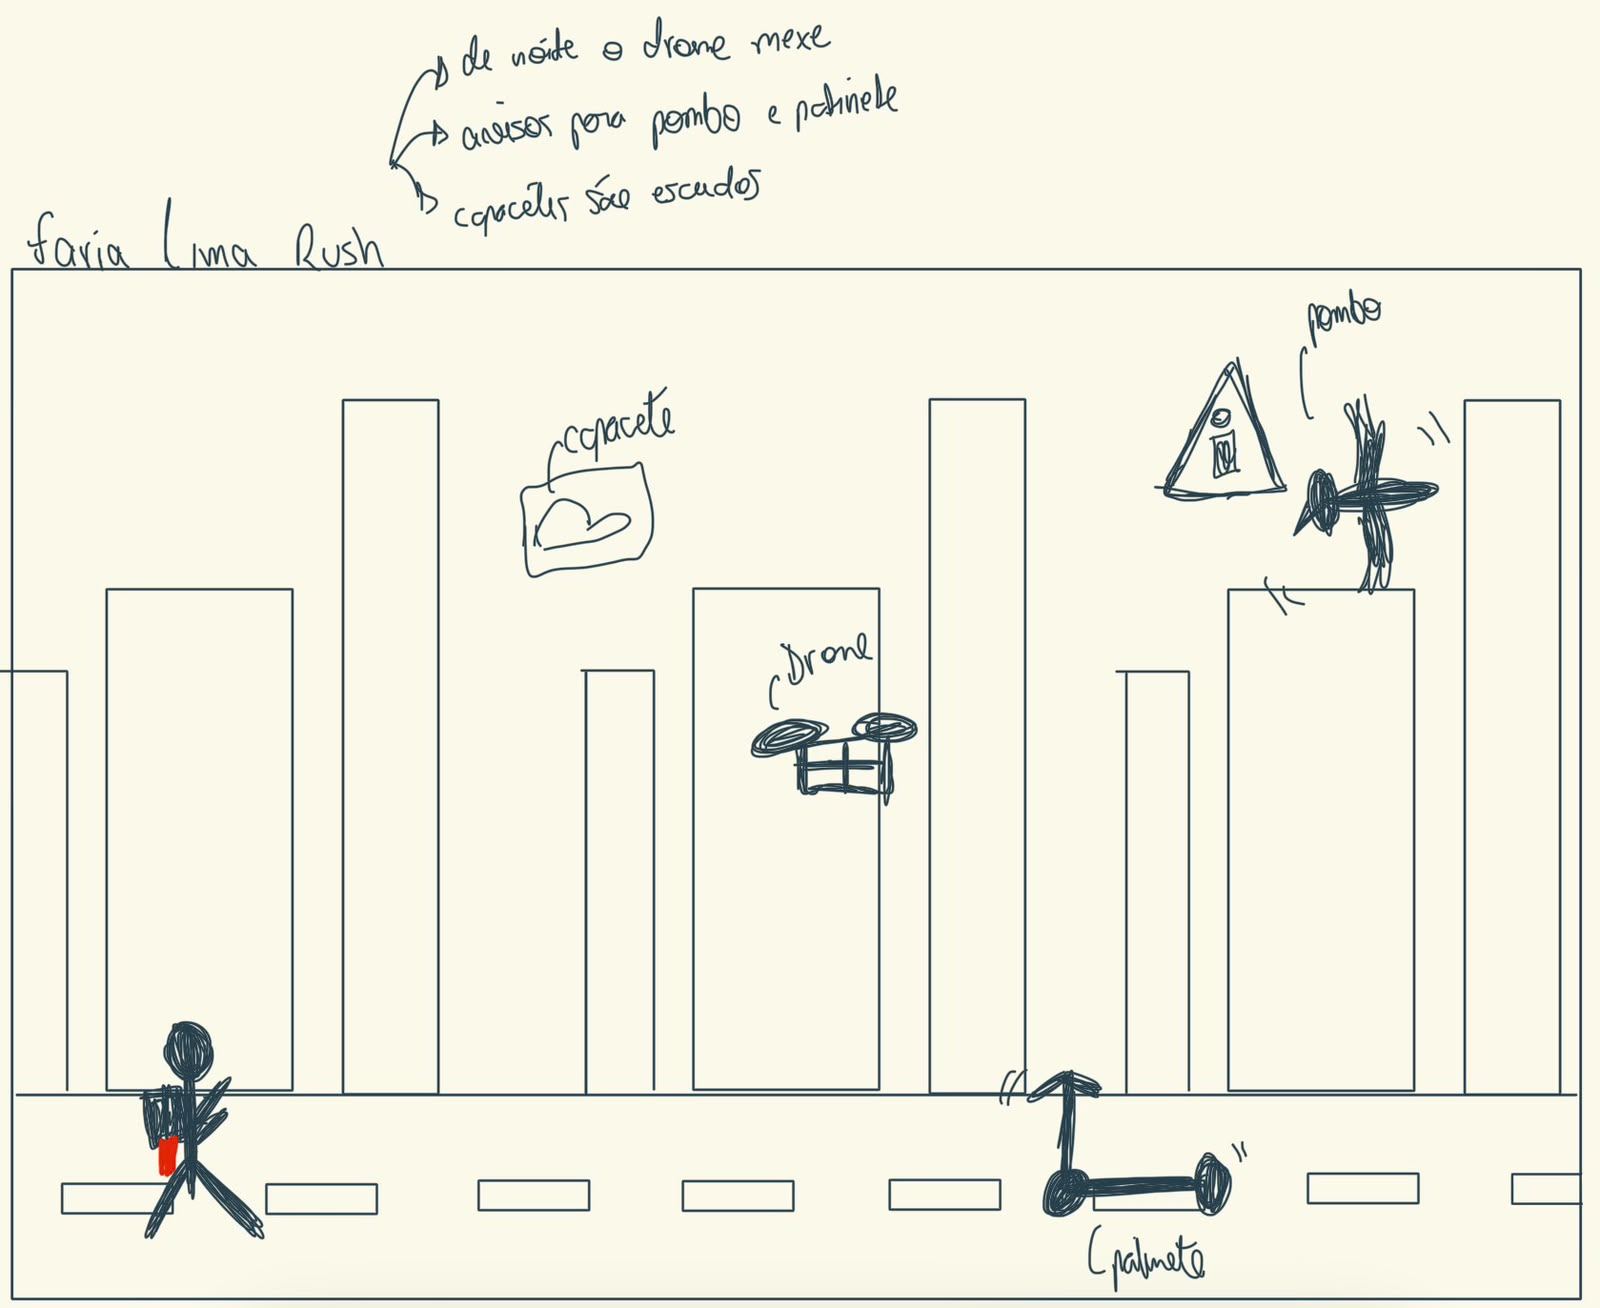 de noite o drone mexe
avisos para pombo e patinete
capacetes são escudos
Faria Lima Rush
pombo
capacete
Drone
patinete